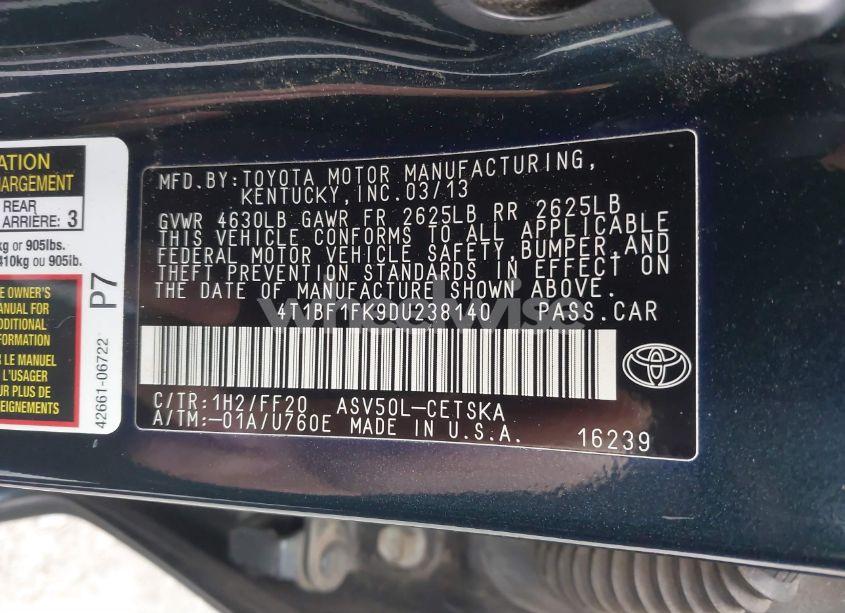 ATION
HARGEMENT
REAR
ARRIÈRE: 3
kg or 905lbs.
410kg ou 905lb.
E OWNER'S
ANUAL FOR
DDITIONAL
FORMATION
R LE MANUEL
L'USAGER
UR PLUS DE
EIGNEMENTS
42661-06722
P7
MFD.BY:TOYOTA MOTOR MANUFACTURING,
KENTUCKY,INC.03/13
GVWR 4630LB GAWR FR 2625LB RR 2625LB
THIS VEHICLE CONFORMS TO ALL APPLICABLE
FEDERAL MOTOR VEHICLE SAFETY,BUMPER,AND
THEFT PREVENTION STANDARDS IN EFFECT ON
THE DATE OF MANUFACTURE SHOWN ABOVE.
4T1BF1FK9DU238140 PASS.CAR
wheelwise
C/TR:1H2/FF20 ASV50L-CETSKA
A/TM:-01A/U760E MADE IN U.S.A. 16239